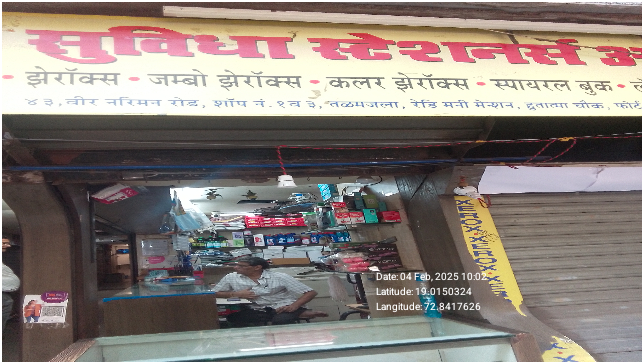 सुविधा स्टेशनर्स
• झेरॉक्स • जम्बो झेरॉक्स • कलर झेरॉक्स • स्पायरल बुक •
४३, वीर नरिमन रोड, शॉप नं. १ व ३, तळमजला, रेडि मनी मेन्शन, हुतात्मा चौक, फोर्ट
XEROX
Date: 04 Feb, 2025 10:02
Latitude: 19.0150324
Langitude: 72.8417626